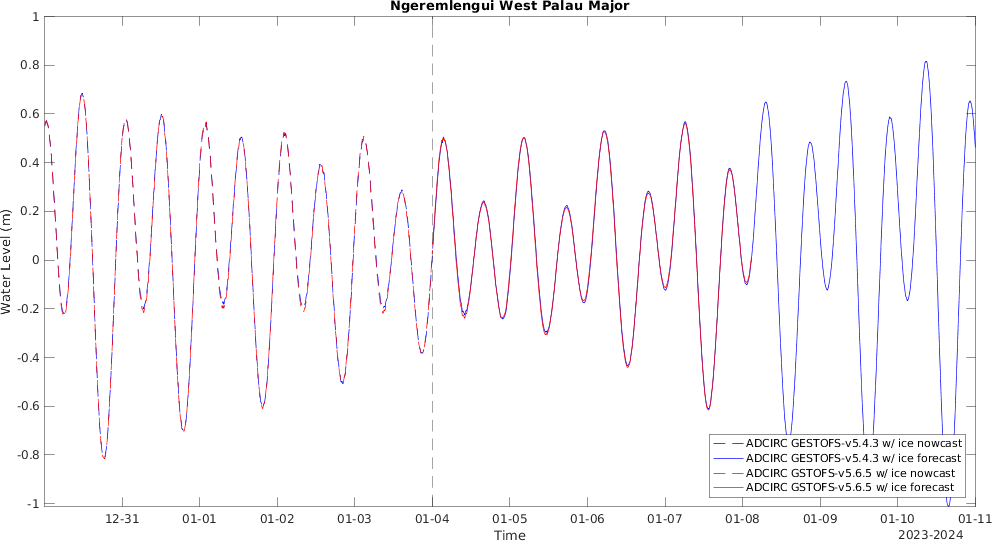 Ngeremlengui West Palau Major
Water Level (m)
1
0.8
0.6
0.4
0.2
0
-0.2
-0.4
-0.6
-0.8
-1
ADCIRC GESTOFS-v5.4.3 w/ ice nowcast
ADCIRC GESTOFS-v5.4.3 w/ ice forecast
ADCIRC GSTOFS-v5.6.5 w/ ice nowcast
ADCIRC GSTOFS-v5.6.5 w/ ice forecast
12-31 01-01 01-02 01-03 01-04 01-05 01-06 01-07 01-08 01-09 01-10 01-11
Time
2023-2024